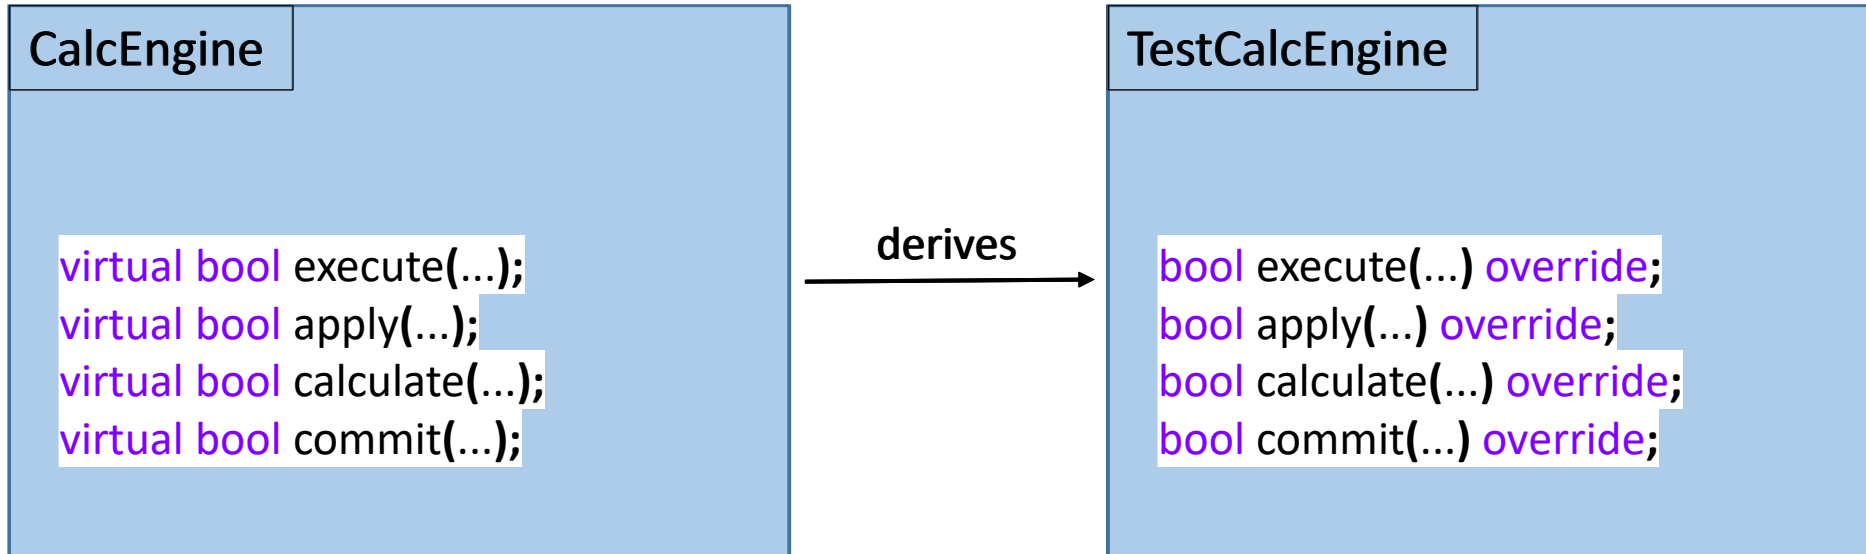 CalcEngine
virtual bool execute(...);
virtual bool apply(...);
virtual bool calculate(...);
virtual bool commit(...);
derives
TestCalcEngine
bool execute(...) override;
bool apply(...) override;
bool calculate(...) override;
bool commit(...) override;